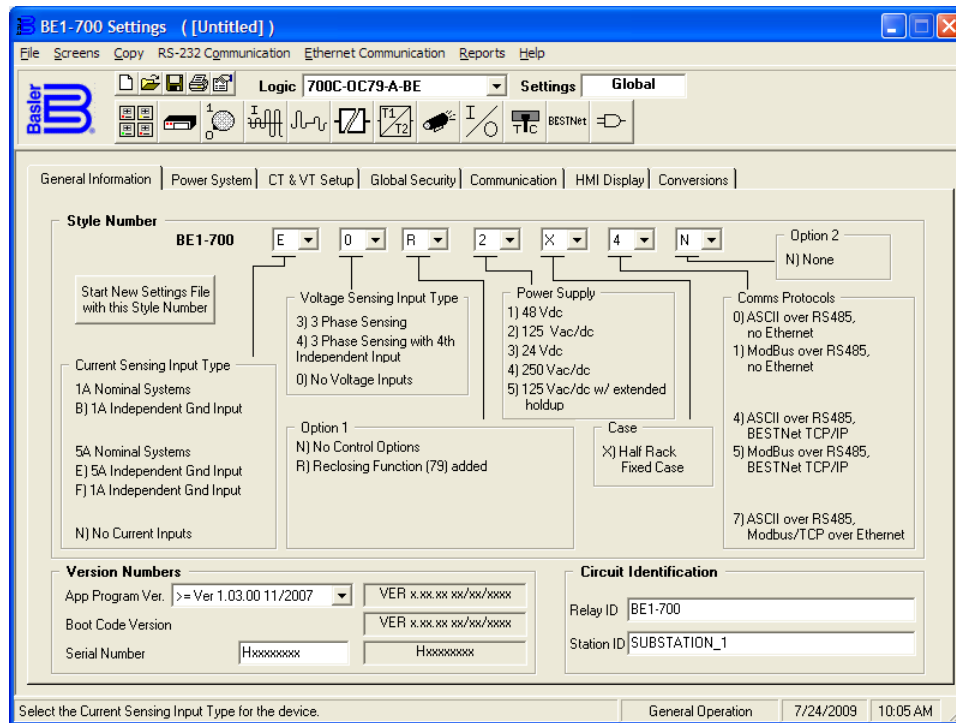 BE1-700 Settings ( [Untitled] )
File Screens Copy RS-232 Communication Ethernet Communication Reports Help
Basler
Logic 700C-OC79-A-BE Settings Global
1 0 I T1 T2 I/O TTC BESTNet
General Information Power System CT & VT Setup Global Security Communication HMI Display Conversions
Style Number
BE1-700 E 0 R 2 X 4 N
Option 2
N) None
Start New Settings File
with this Style Number
Voltage Sensing Input Type
3) 3 Phase Sensing
4) 3 Phase Sensing with 4th
Independent Input
0) No Voltage Inputs
Power Supply
1) 48 Vdc
2) 125 Vac/dc
3) 24 Vdc
4) 250 Vac/dc
5) 125 Vac/dc w/ extended
holdup
Comms Protocols
0) ASCII over RS485,
no Ethernet
1) ModBus over RS485,
no Ethernet
4) ASCII over RS485,
BESTNet TCP/IP
5) ModBus over RS485,
BESTNet TCP/IP
7) ASCII over RS485,
Modbus/TCP over Ethernet
Current Sensing Input Type
1A Nominal Systems
B) 1A Independent Gnd Input
5A Nominal Systems
E) 5A Independent Gnd Input
F) 1A Independent Gnd Input
N) No Current Inputs
Option 1
N) No Control Options
R) Reclosing Function (79) added
Case
X) Half Rack
Fixed Case
Version Numbers
App Program Ver. >= Ver 1.03.00 11/2007 VER x.xx.xx xx/xx/xxxx
Boot Code Version VER x.xx.xx xx/xx/xxxx
Serial Number Hxxxxxxxx Hxxxxxxxx
Circuit Identification
Relay ID BE1-700
Station ID SUBSTATION_1
Select the Current Sensing Input Type for the device. General Operation 7/24/2009 10:05 AM